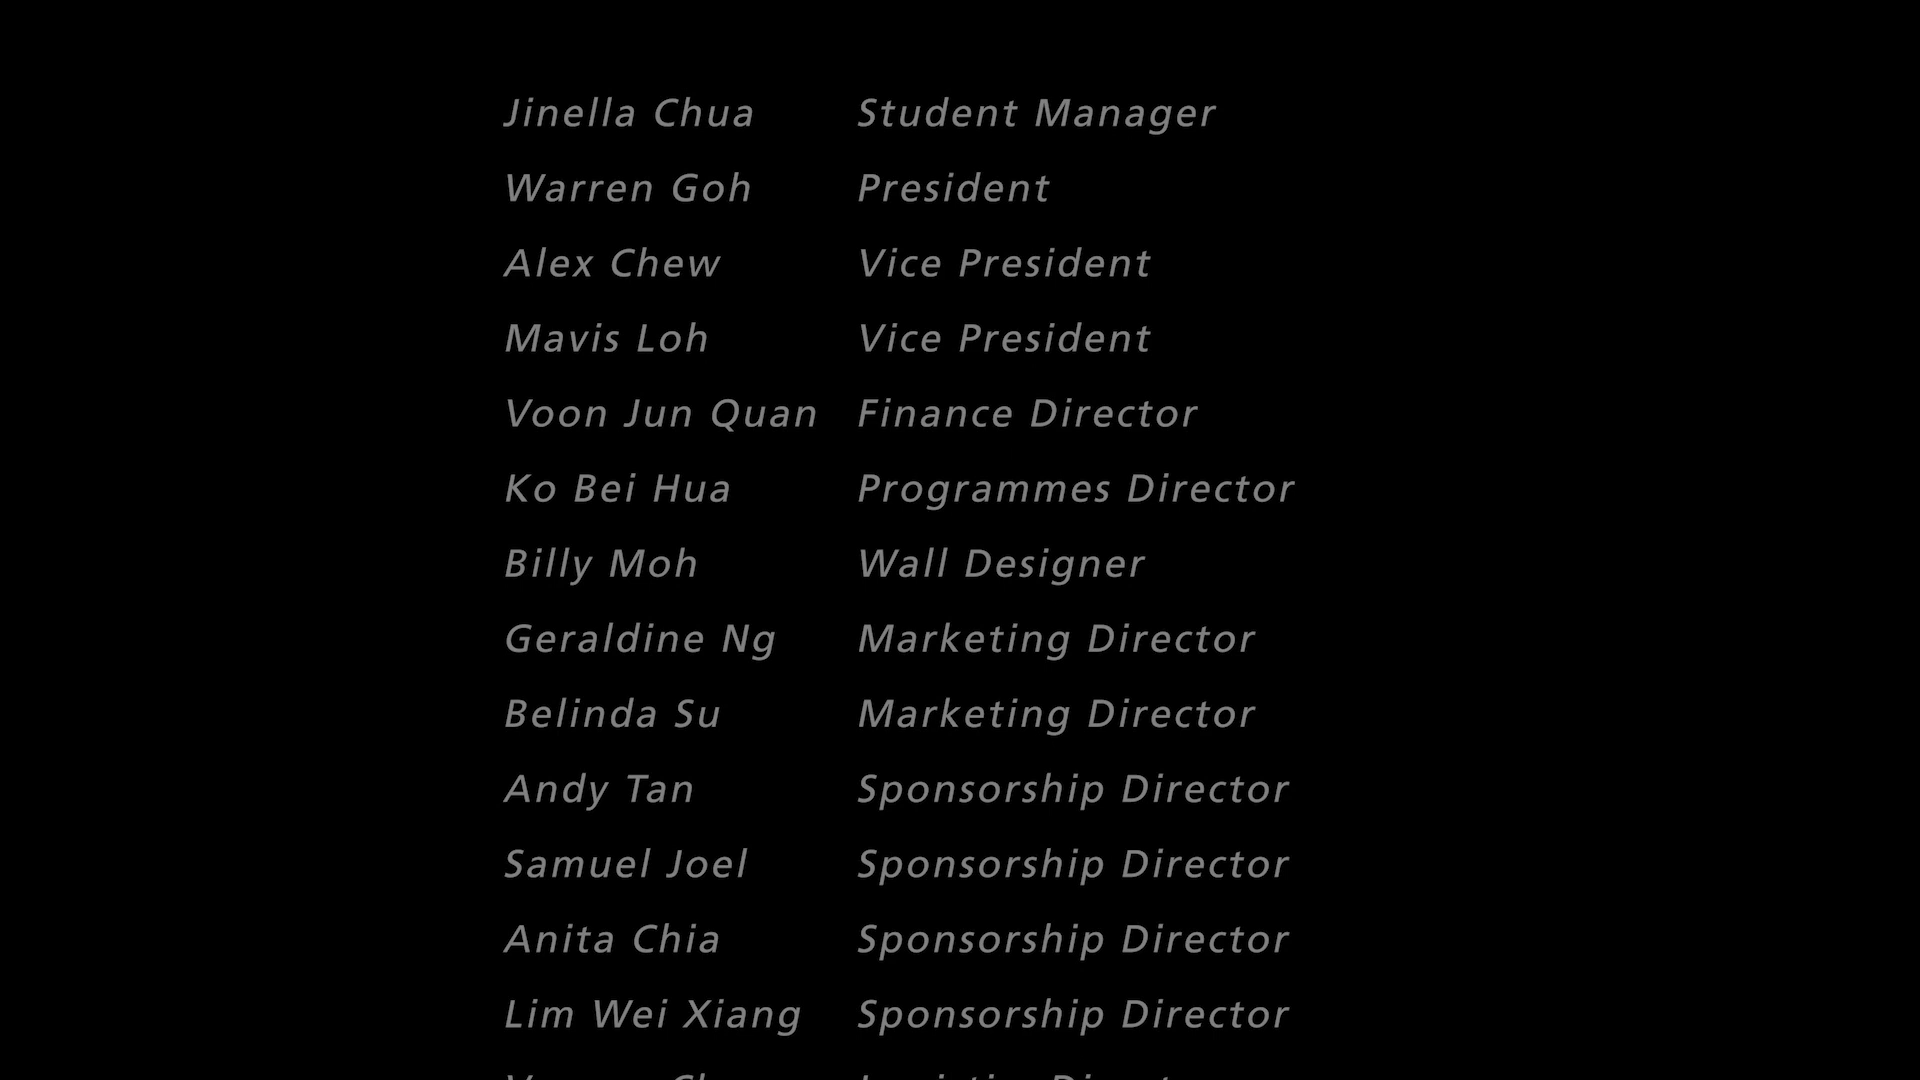 Jinella Chua Student Manager
Warren Goh President
Alex Chew Vice President
Mavis Loh Vice President
Voon Jun Quan Finance Director
Ko Bei Hua Programmes Director
Billy Moh Wall Designer
Geraldine Ng Marketing Director
Belinda Su Marketing Director
Andy Tan Sponsorship Director
Samuel Joel Sponsorship Director
Anita Chia Sponsorship Director
Lim Wei Xiang Sponsorship Director